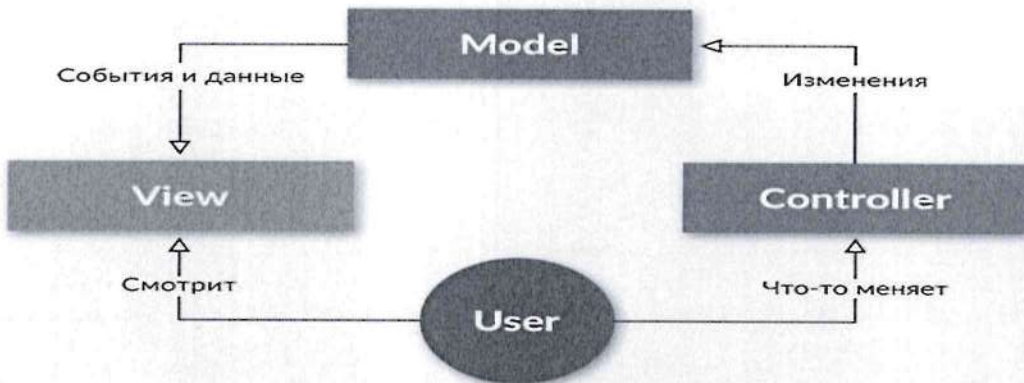 Model
События и данные
Изменения
View
Controller
Смотрит
Что-то меняет
User